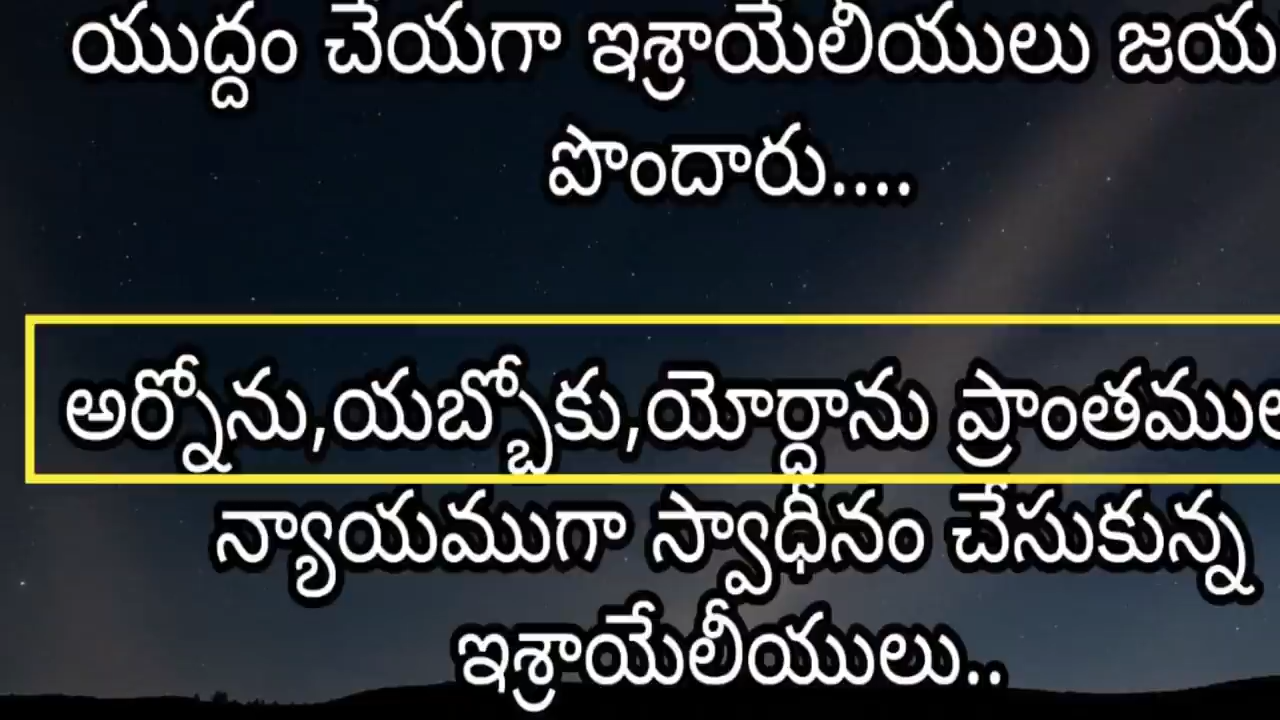 యుద్దం చేయగా ఇశ్రాయేలీయులు జయ
పొందారు....
అర్నోను,యబ్బోకు,యోర్దాను ప్రాంతముల
న్యాయముగా స్వాధీనం చేసుకున్న
ఇశ్రాయేలీయులు..